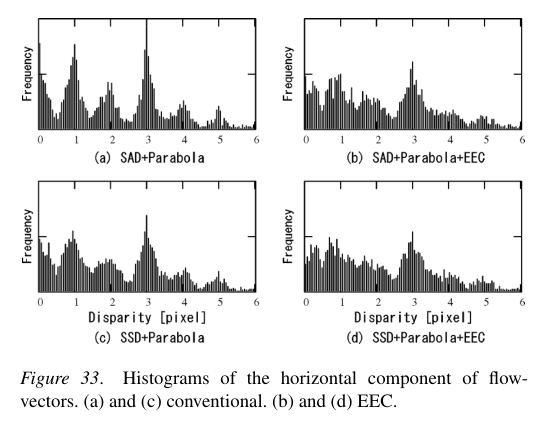 Frequency
0 1 2 3 4 5 6
(a) SAD+Parabola
Frequency
0 1 2 3 4 5 6
(b) SAD+Parabola+EEC
Frequency
0 1 2 3 4 5 6
Disparity [pixel]
(c) SSD+Parabola
Frequency
0 1 2 3 4 5 6
Disparity [pixel]
(d) SSD+Parabola+EEC
Figure 33. Histograms of the horizontal component of flow-
vectors. (a) and (c) conventional. (b) and (d) EEC.